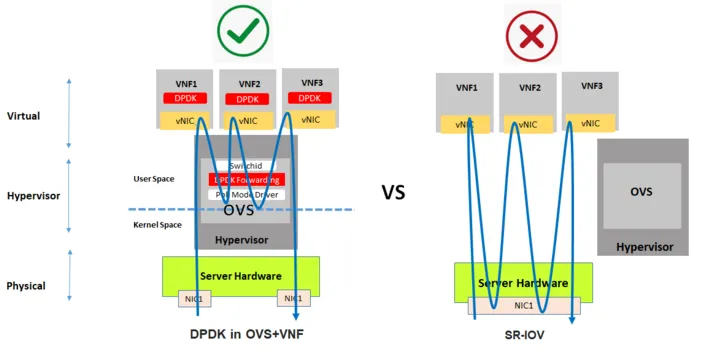 VNF1
VNF2
VNF3
DPDK
DPDK
DPDK
vNIC
vNIC
vNIC
Virtual
Hypervisor
Physical
User Space
Kernel Space
Switchid
DPDK Forwarding
Poll Mode Driver
OVS
Hypervisor
Server Hardware
NIC1
NIC1
DPDK in OVS+VNF
VS
VNF1
VNF2
VNF3
vNIC
vNIC
vNIC
OVS
Hypervisor
Server Hardware
NIC1
SR-IOV